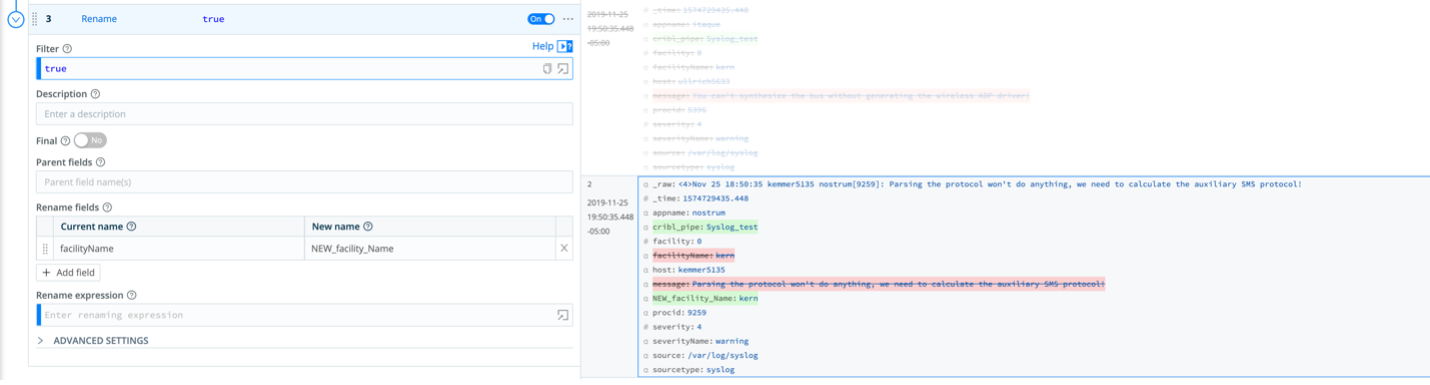 3 Rename true On ...
Filter
Help
true
Description
Enter a description
Final No
Parent fields
Parent field name(s)
Rename fields
Current name New name
facilityName NEW_facility_Name
+ Add field
Rename expression
Enter renaming expression
ADVANCED SETTINGS
2019-11-25
19:50:35.448
-05:00
# _time: 1574729435.448
α appname: itaque
α cribl_pipe: Syslog_test
# facility: 0
α facilityName: kern
α host: ullrich5033
α message: You can't synthesize the bus without generating the wireless ADP driver!
α procid: 5396
# severity: 4
α severityName: warning
α source: /var/log/syslog
α sourcetype: syslog
2
2019-11-25
19:50:35.448
-05:00
α _raw: <4>Nov 25 18:50:35 kemmer5135 nostrum[9259]: Parsing the protocol won't do anything, we need to calculate the auxiliary SMS protocol!
# _time: 1574729435.448
α appname: nostrum
α cribl_pipe: Syslog_test
# facility: 0
α facilityName: kern
α host: kemmer5135
α message: Parsing the protocol won't do anything, we need to calculate the auxiliary SMS protocol!
α NEW_facility_Name: kern
α procid: 9259
# severity: 4
α severityName: warning
α source: /var/log/syslog
α sourcetype: syslog